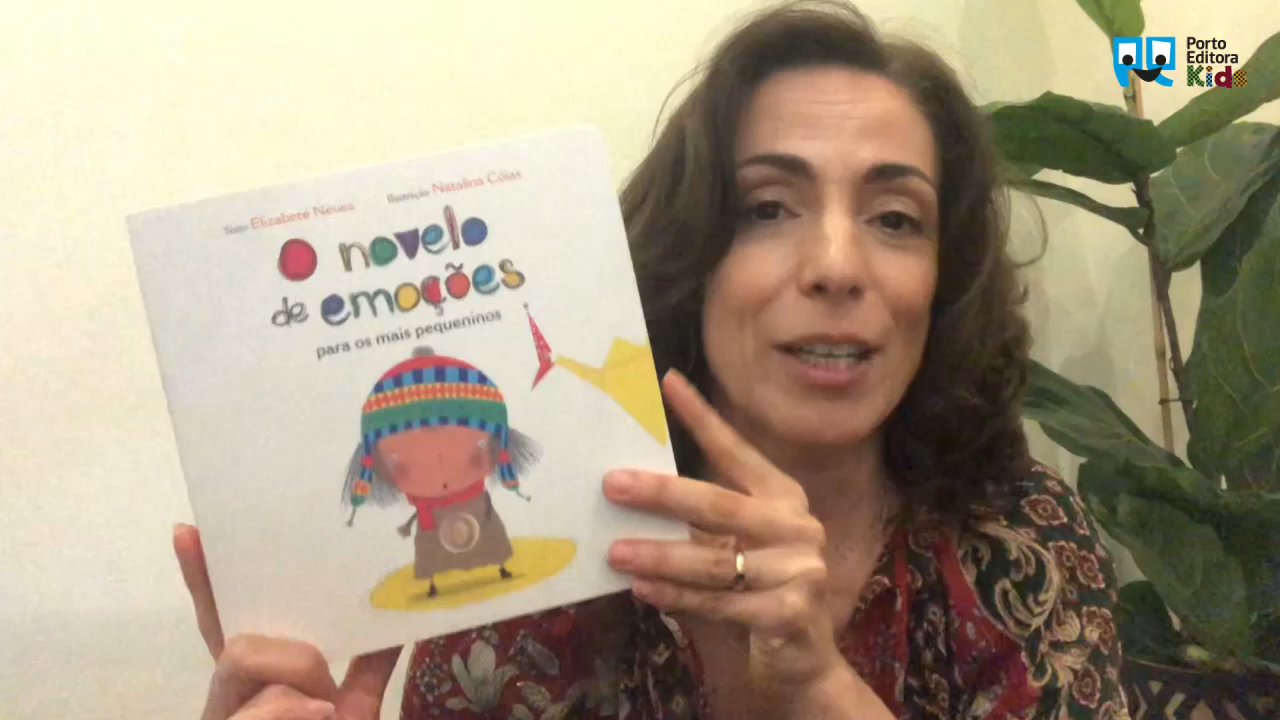 Texto Elizabete Neves Ilustração Natalina Cóias
O novelo
de emoções
para os mais pequeninos
Porto
Editora
Kids